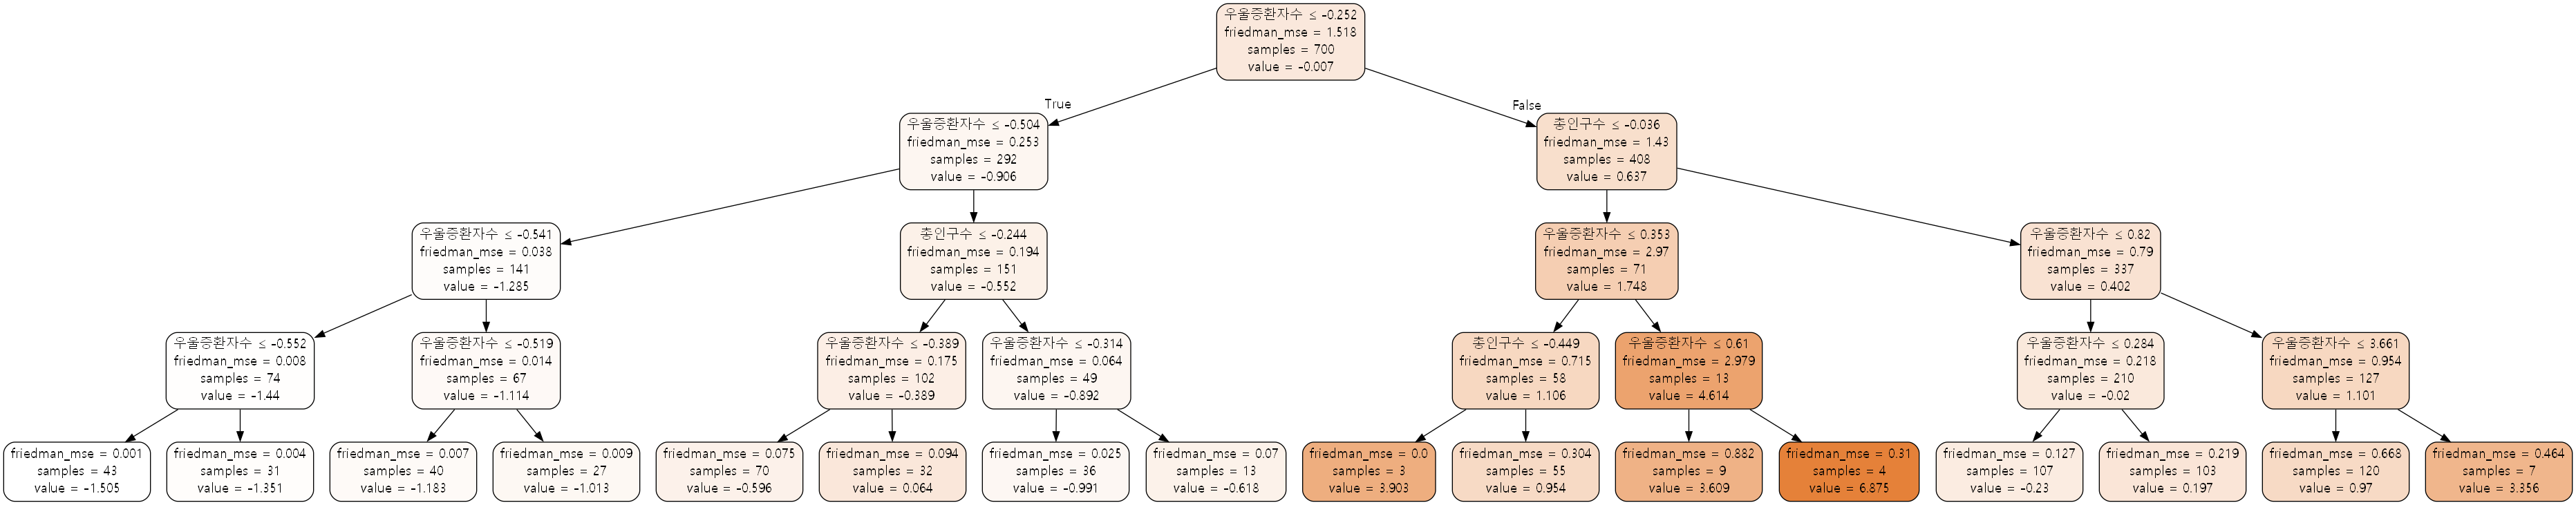 우울증환자수 ≤ -0.252
friedman_mse = 1.518
samples = 700
value = -0.007
True
False
우울증환자수 ≤ -0.504
friedman_mse = 0.253
samples = 292
value = -0.906
총인구수 ≤ -0.036
friedman_mse = 1.43
samples = 408
value = 0.637
우울증환자수 ≤ -0.541
friedman_mse = 0.038
samples = 141
value = -1.285
총인구수 ≤ -0.244
friedman_mse = 0.194
samples = 151
value = -0.552
우울증환자수 ≤ 0.353
friedman_mse = 2.97
samples = 71
value = 1.748
우울증환자수 ≤ 0.82
friedman_mse = 0.79
samples = 337
value = 0.402
우울증환자수 ≤ -0.552
friedman_mse = 0.008
samples = 74
value = -1.44
우울증환자수 ≤ -0.519
friedman_mse = 0.014
samples = 67
value = -1.114
우울증환자수 ≤ -0.389
friedman_mse = 0.175
samples = 102
value = -0.389
우울증환자수 ≤ -0.314
friedman_mse = 0.064
samples = 49
value = -0.892
총인구수 ≤ -0.449
friedman_mse = 0.715
samples = 58
value = 1.106
우울증환자수 ≤ 0.61
friedman_mse = 2.979
samples = 13
value = 4.614
우울증환자수 ≤ 0.284
friedman_mse = 0.218
samples = 210
value = -0.02
우울증환자수 ≤ 3.661
friedman_mse = 0.954
samples = 127
value = 1.101
friedman_mse = 0.001
samples = 43
value = -1.505
friedman_mse = 0.004
samples = 31
value = -1.351
friedman_mse = 0.007
samples = 40
value = -1.183
friedman_mse = 0.009
samples = 27
value = -1.013
friedman_mse = 0.075
samples = 70
value = -0.596
friedman_mse = 0.094
samples = 32
value = 0.064
friedman_mse = 0.025
samples = 36
value = -0.991
friedman_mse = 0.07
samples = 13
value = -0.618
friedman_mse = 0.0
samples = 3
value = 3.903
friedman_mse = 0.304
samples = 55
value = 0.954
friedman_mse = 0.882
samples = 9
value = 3.609
friedman_mse = 0.31
samples = 4
value = 6.875
friedman_mse = 0.127
samples = 107
value = -0.23
friedman_mse = 0.219
samples = 103
value = 0.197
friedman_mse = 0.668
samples = 120
value = 0.97
friedman_mse = 0.464
samples = 7
value = 3.356